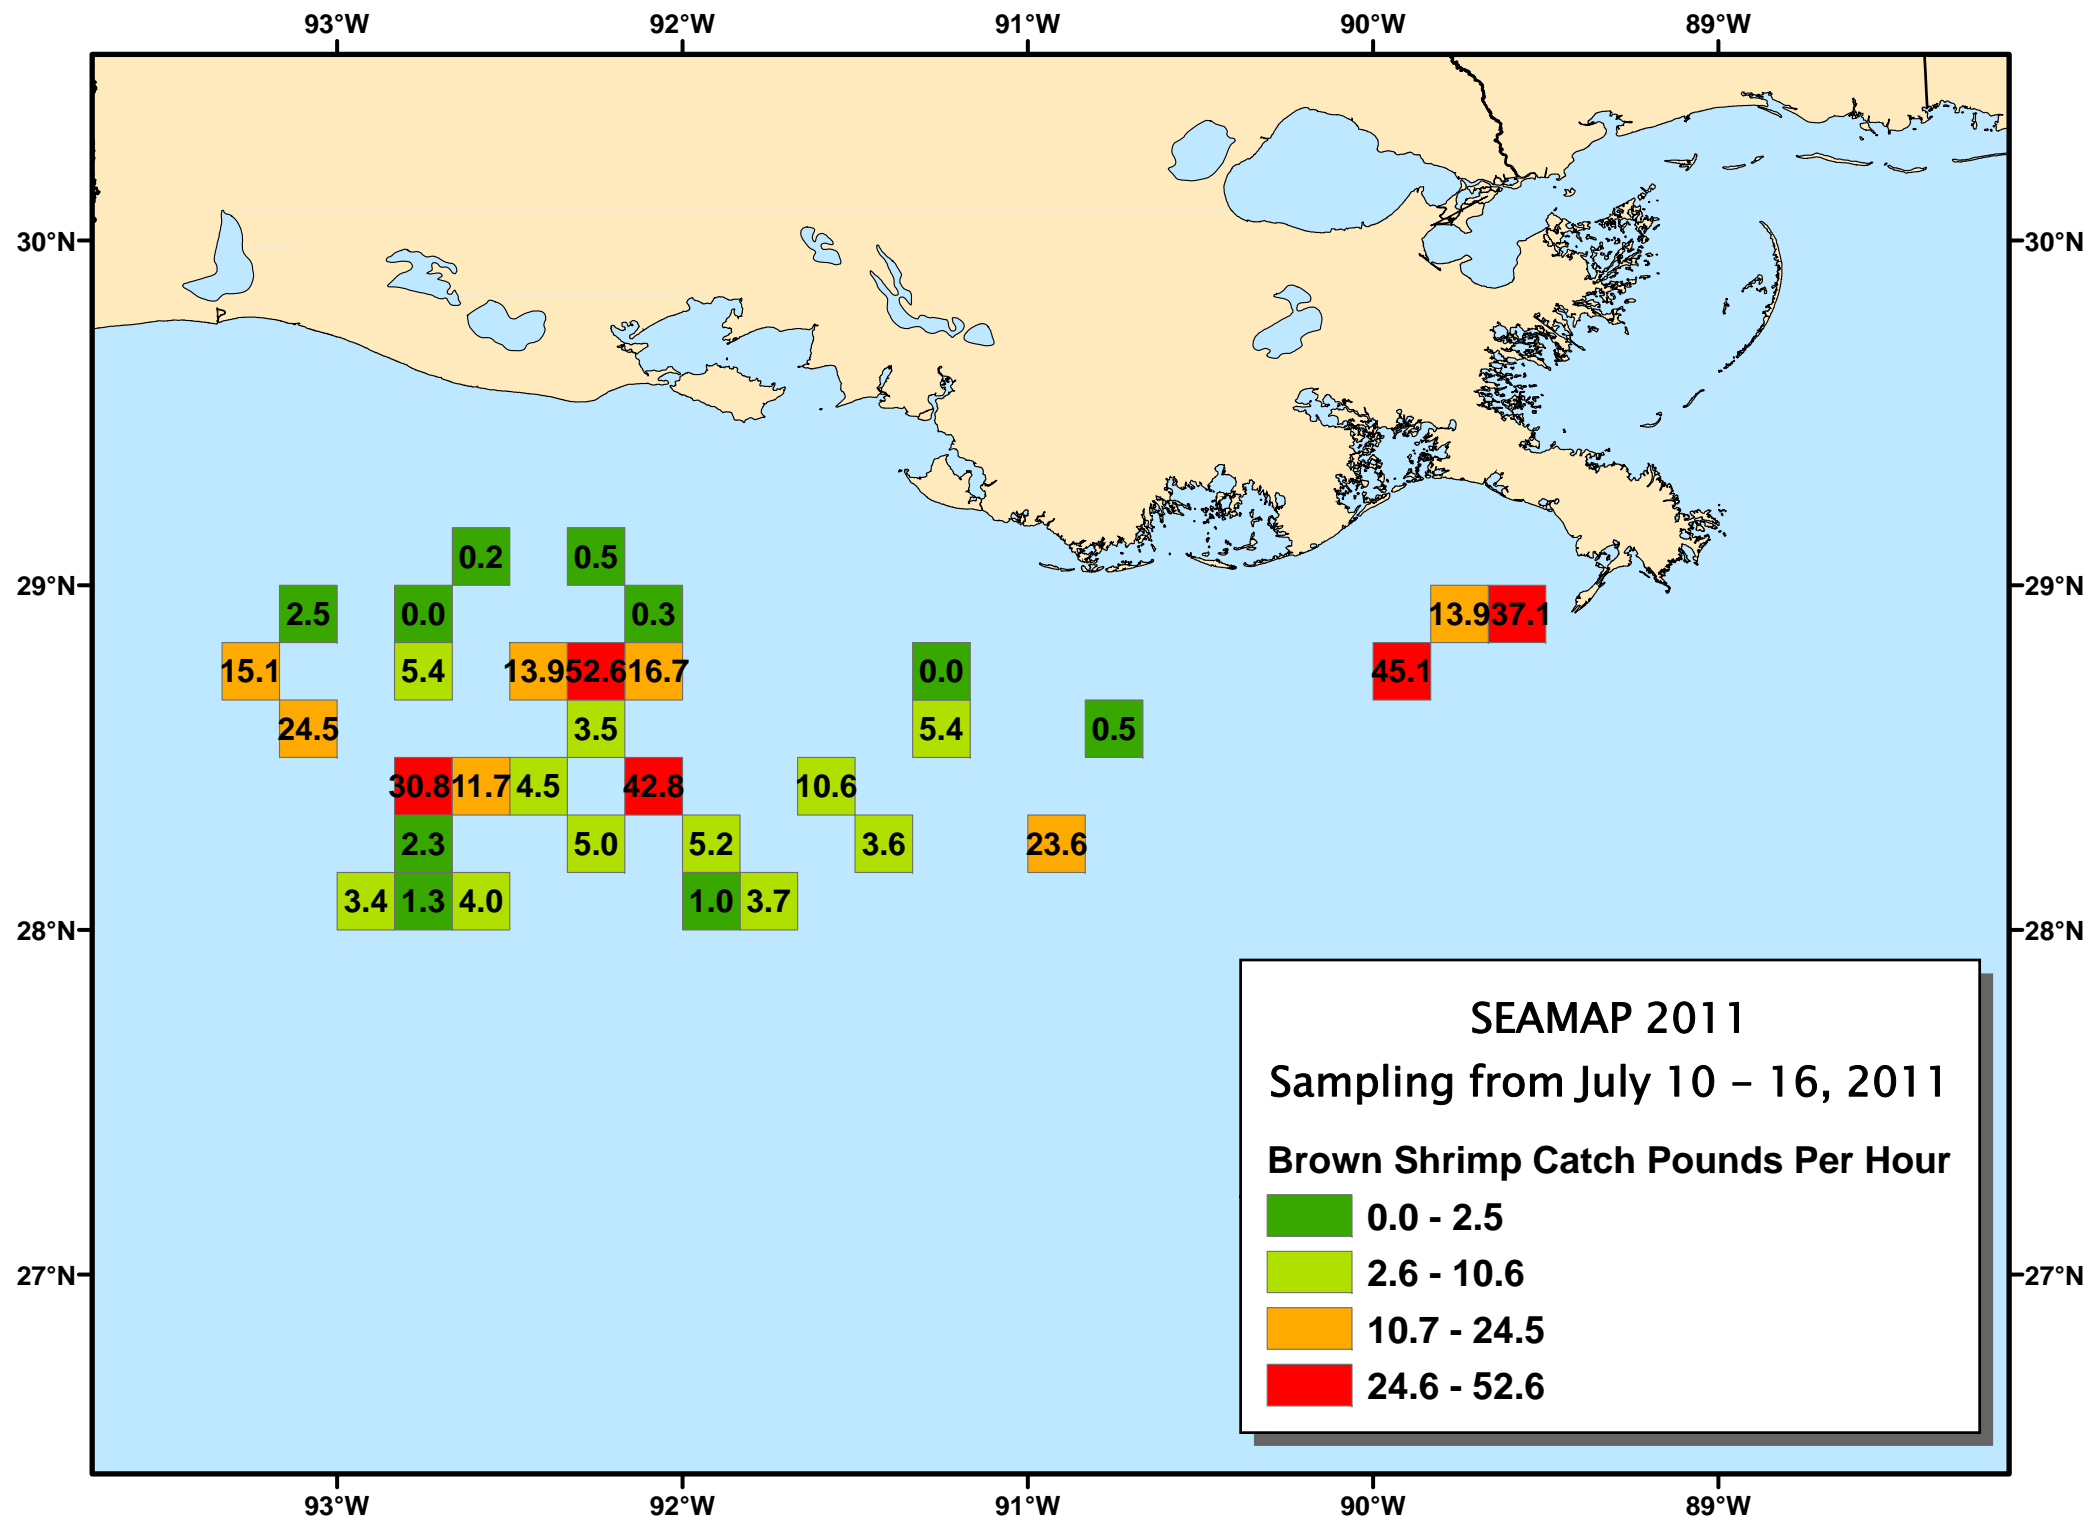 93°W 92°W 91°W 90°W 89°W
30°N 30°N
0.2 0.5
29°N 29°N
2.5 0.0 0.3 13.9 37.1
15.1 5.4 13.9 52.6 16.7 0.0 45.1
24.5 3.5 5.4 0.5
30.8 11.7 4.5 42.8 10.6
2.3 5.0 5.2 3.6 23.6
3.4 1.3 4.0 1.0 3.7
28°N 28°N
SEAMAP 2011
Sampling from July 10 – 16, 2011
Brown Shrimp Catch Pounds Per Hour
0.0 - 2.5
2.6 - 10.6
27°N 27°N
10.7 - 24.5
24.6 - 52.6
93°W 92°W 91°W 90°W 89°W